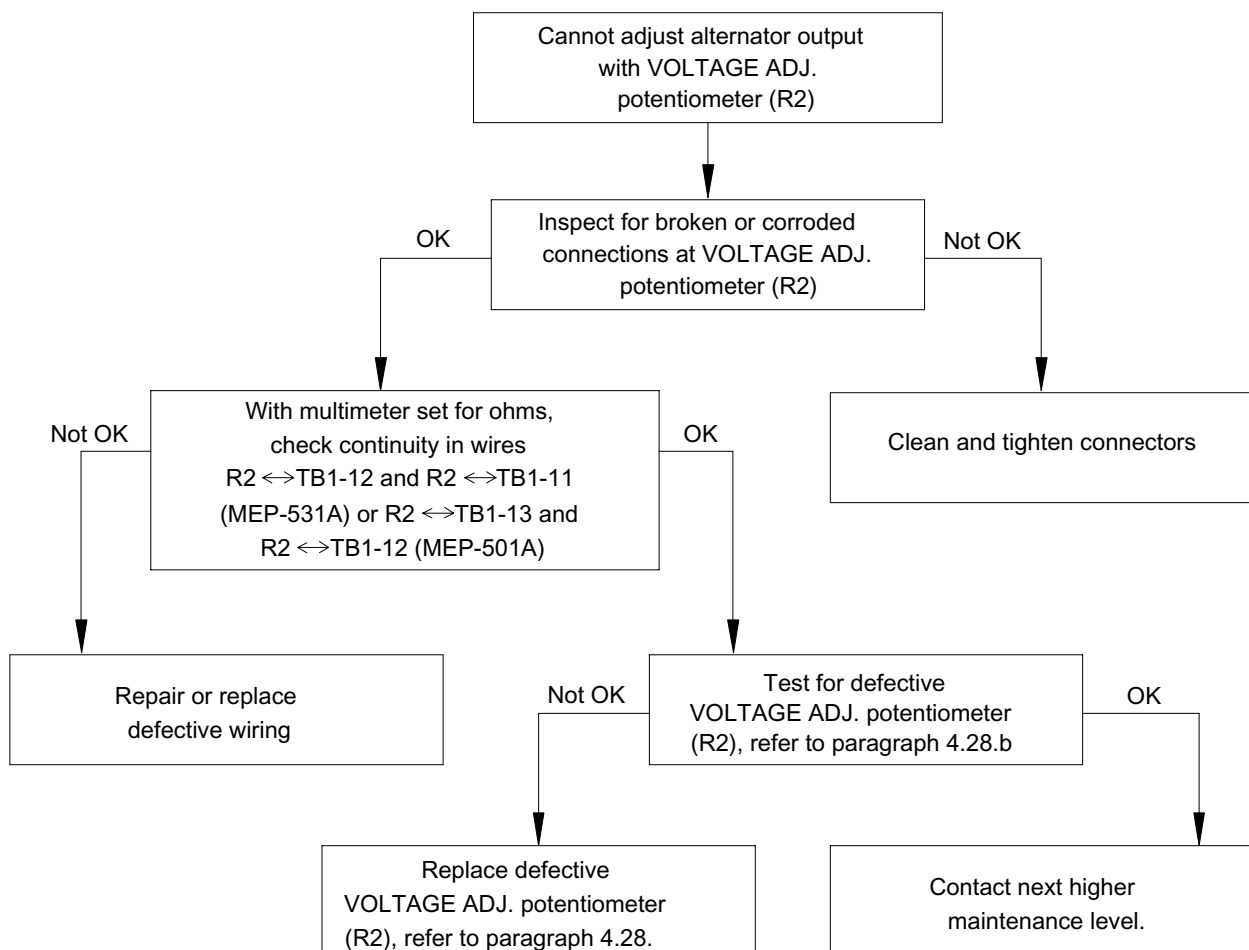 Cannot adjust alternator output
with VOLTAGE ADJ.
potentiometer (R2)
Inspect for broken or corroded
connections at VOLTAGE ADJ.
potentiometer (R2)
OK
Not OK
With multimeter set for ohms,
check continuity in wires
R2 ↔TB1-12 and R2 ↔TB1-11
(MEP-531A) or R2 ↔TB1-13 and
R2 ↔TB1-12 (MEP-501A)
Not OK
OK
Clean and tighten connectors
Repair or replace
defective wiring
Test for defective
VOLTAGE ADJ. potentiometer
(R2), refer to paragraph 4.28.b
Not OK
OK
Replace defective
VOLTAGE ADJ. potentiometer
(R2), refer to paragraph 4.28.
Contact next higher
maintenance level.